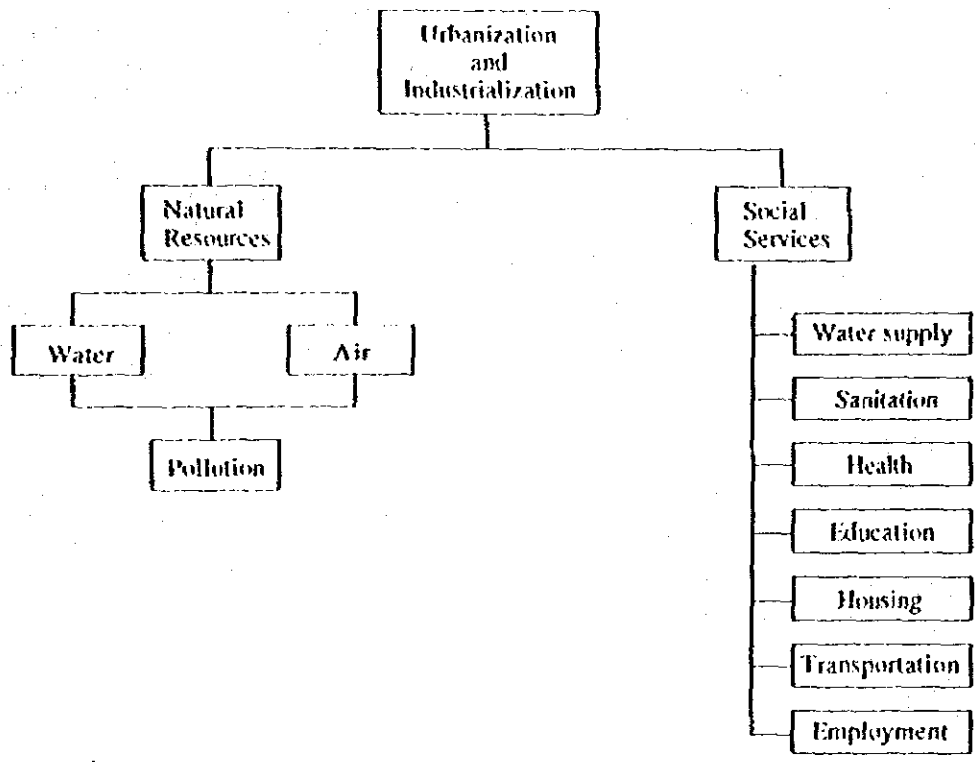 Urbanization
and
Industrialization
Natural
Resources
Social
Services
Water
Air
Pollution
Water supply
Sanitation
Health
Education
Housing
Transportation
Employment